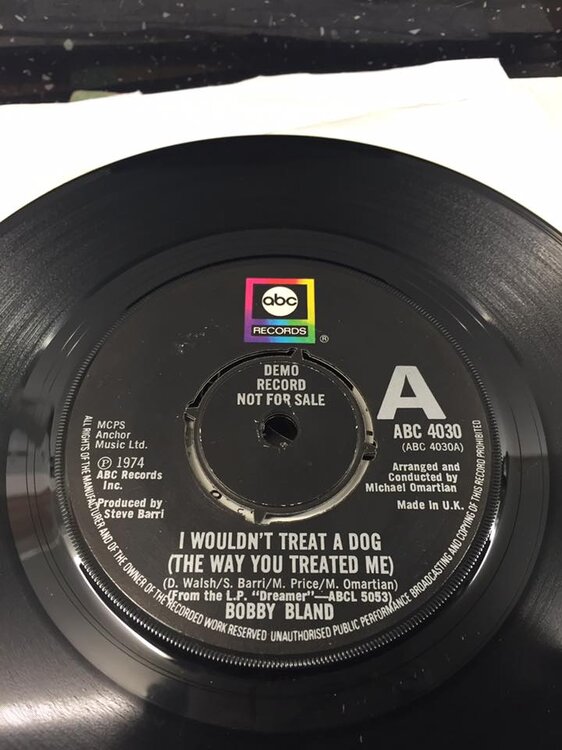 abc
RECORDS
®
DEMO
RECORD
NOT FOR SALE
A
ABC 4030
(ABC 4030A)
MCPS
Anchor
Music Ltd.
Ⓟ 1974
ABC Records
Inc.
Produced by
Steve Barri
Arranged and
Conducted by
Michael Omartian
Made in U.K.
I WOULDN'T TREAT A DOG
(THE WAY YOU TREATED ME)
(D. Walsh/S. Barri/M. Price/M. Omartian)
(From the L.P. "Dreamer"—ABCL 5053)
BOBBY BLAND
ALL RIGHTS OF THE MANUFACTURER AND OF THE OWNER OF THE RECORDED WORK RESERVED UNAUTHORISED PUBLIC PERFORMANCE BROADCASTING AND COPYING OF THIS RECORD PROHIBITED